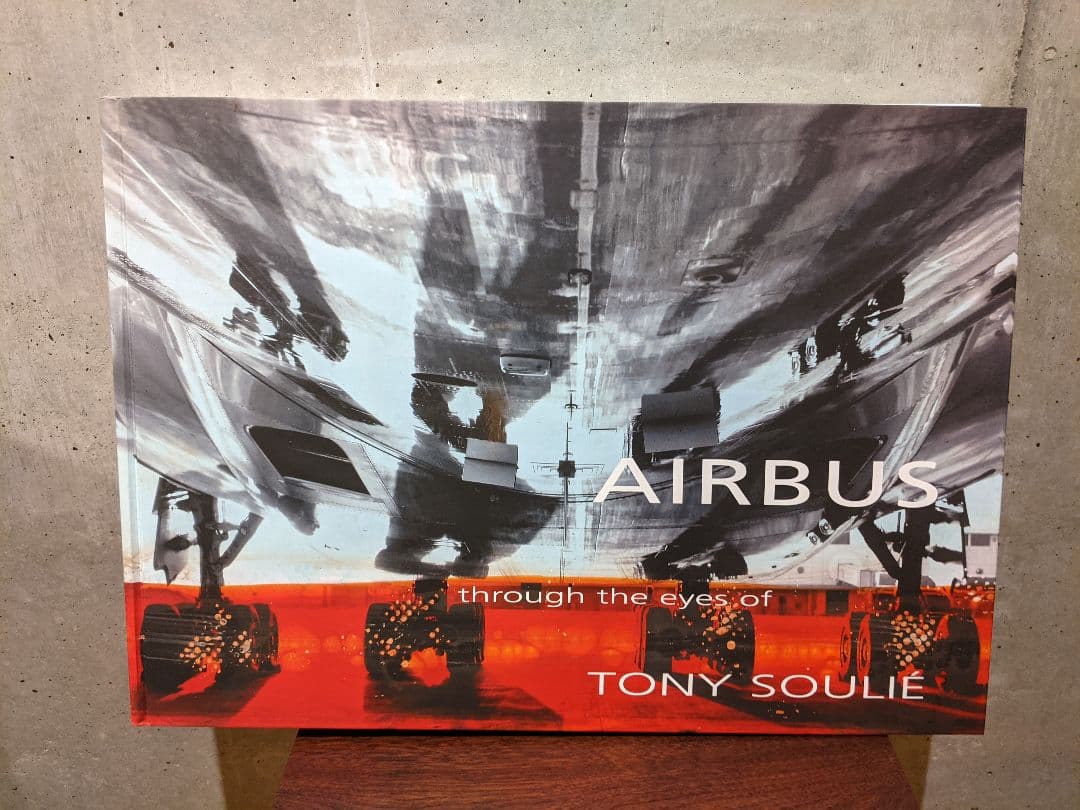 AIRBUS
through the eyes of
TONY SOULIÉ